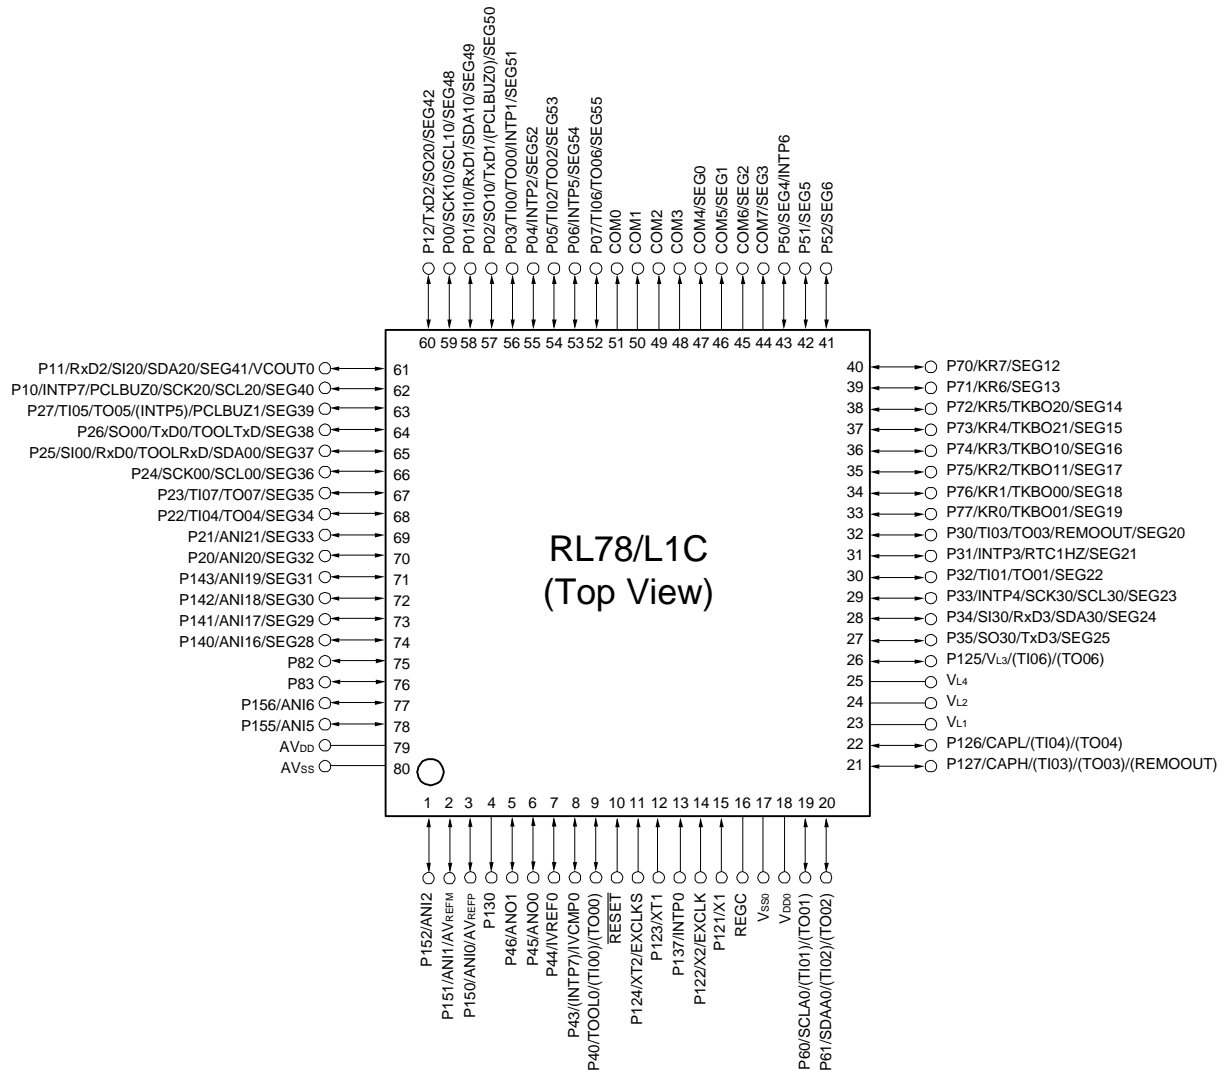 P12/TxD2/SO20/SEG42
P00/SCK10/SCL10/SEG48
P01/SI10/RxD1/SDA10/SEG49
P02/SO10/TxD1/(PCLBUZ0)/SEG50
P03/TI00/TO00/INTP1/SEG51
P04/INTP2/SEG52
P05/TI02/TO02/SEG53
P06/INTP5/SEG54
P07/TI06/TO06/SEG55
COM0
COM1
COM2
COM3
COM4/SEG0
COM5/SEG1
COM6/SEG2
COM7/SEG3
P50/SEG4/INTP6
P51/SEG5
P52/SEG6
60 59 58 57 56 55 54 53 52 51 50 49 48 47 46 45 44 43 42 41
P11/RxD2/SI20/SDA20/SEG41/VCOUT0 61
P10/INTP7/PCLBUZ0/SCK20/SCL20/SEG40 62
P27/TI05/TO05/(INTP5)/PCLBUZ1/SEG39 63
P26/SO00/TxD0/TOOLTxD/SEG38 64
P25/SI00/RxD0/TOOLRxD/SDA00/SEG37 65
P24/SCK00/SCL00/SEG36 66
P23/TI07/TO07/SEG35 67
P22/TI04/TO04/SEG34 68
P21/ANI21/SEG33 69
P20/ANI20/SEG32 70
P143/ANI19/SEG31 71
P142/ANI18/SEG30 72
P141/ANI17/SEG29 73
P140/ANI16/SEG28 74
P82 75
P83 76
P156/ANI6 77
P155/ANI5 78
AVDD 79
AVSS 80
RL78/L1C
(Top View)
40 P70/KR7/SEG12
39 P71/KR6/SEG13
38 P72/KR5/TKBO20/SEG14
37 P73/KR4/TKBO21/SEG15
36 P74/KR3/TKBO10/SEG16
35 P75/KR2/TKBO11/SEG17
34 P76/KR1/TKBO00/SEG18
33 P77/KR0/TKBO01/SEG19
32 P30/TI03/TO03/REMOOUT/SEG20
31 P31/INTP3/RTC1HZ/SEG21
30 P32/TI01/TO01/SEG22
29 P33/INTP4/SCK30/SCL30/SEG23
28 P34/SI30/RxD3/SDA30/SEG24
27 P35/SO30/TxD3/SEG25
26 P125/VL3/(TI06)/(TO06)
25 VL4
24 VL2
23 VL1
22 P126/CAPL/(TI04)/(TO04)
21 P127/CAPH/(TI03)/(TO03)/(REMOOUT)
1 2 3 4 5 6 7 8 9 10 11 12 13 14 15 16 17 18 19 20
P152/ANI2
P151/ANI1/AVREFM
P150/ANI0/AVREFP
P130
P46/ANO1
P45/ANO0
P44/IVREF0
P43/(INTP7)/IVCMP0
P40/TOOL0/(TI00)/(TO00)
RESET
P124/XT2/EXCLKS
P123/XT1
P137/INTP0
P122/X2/EXCLK
P121/X1
REGC
VSS0
VDD0
P60/SCLA0/(TI01)/(TO01)
P61/SDAA0/(TI02)/(TO02)